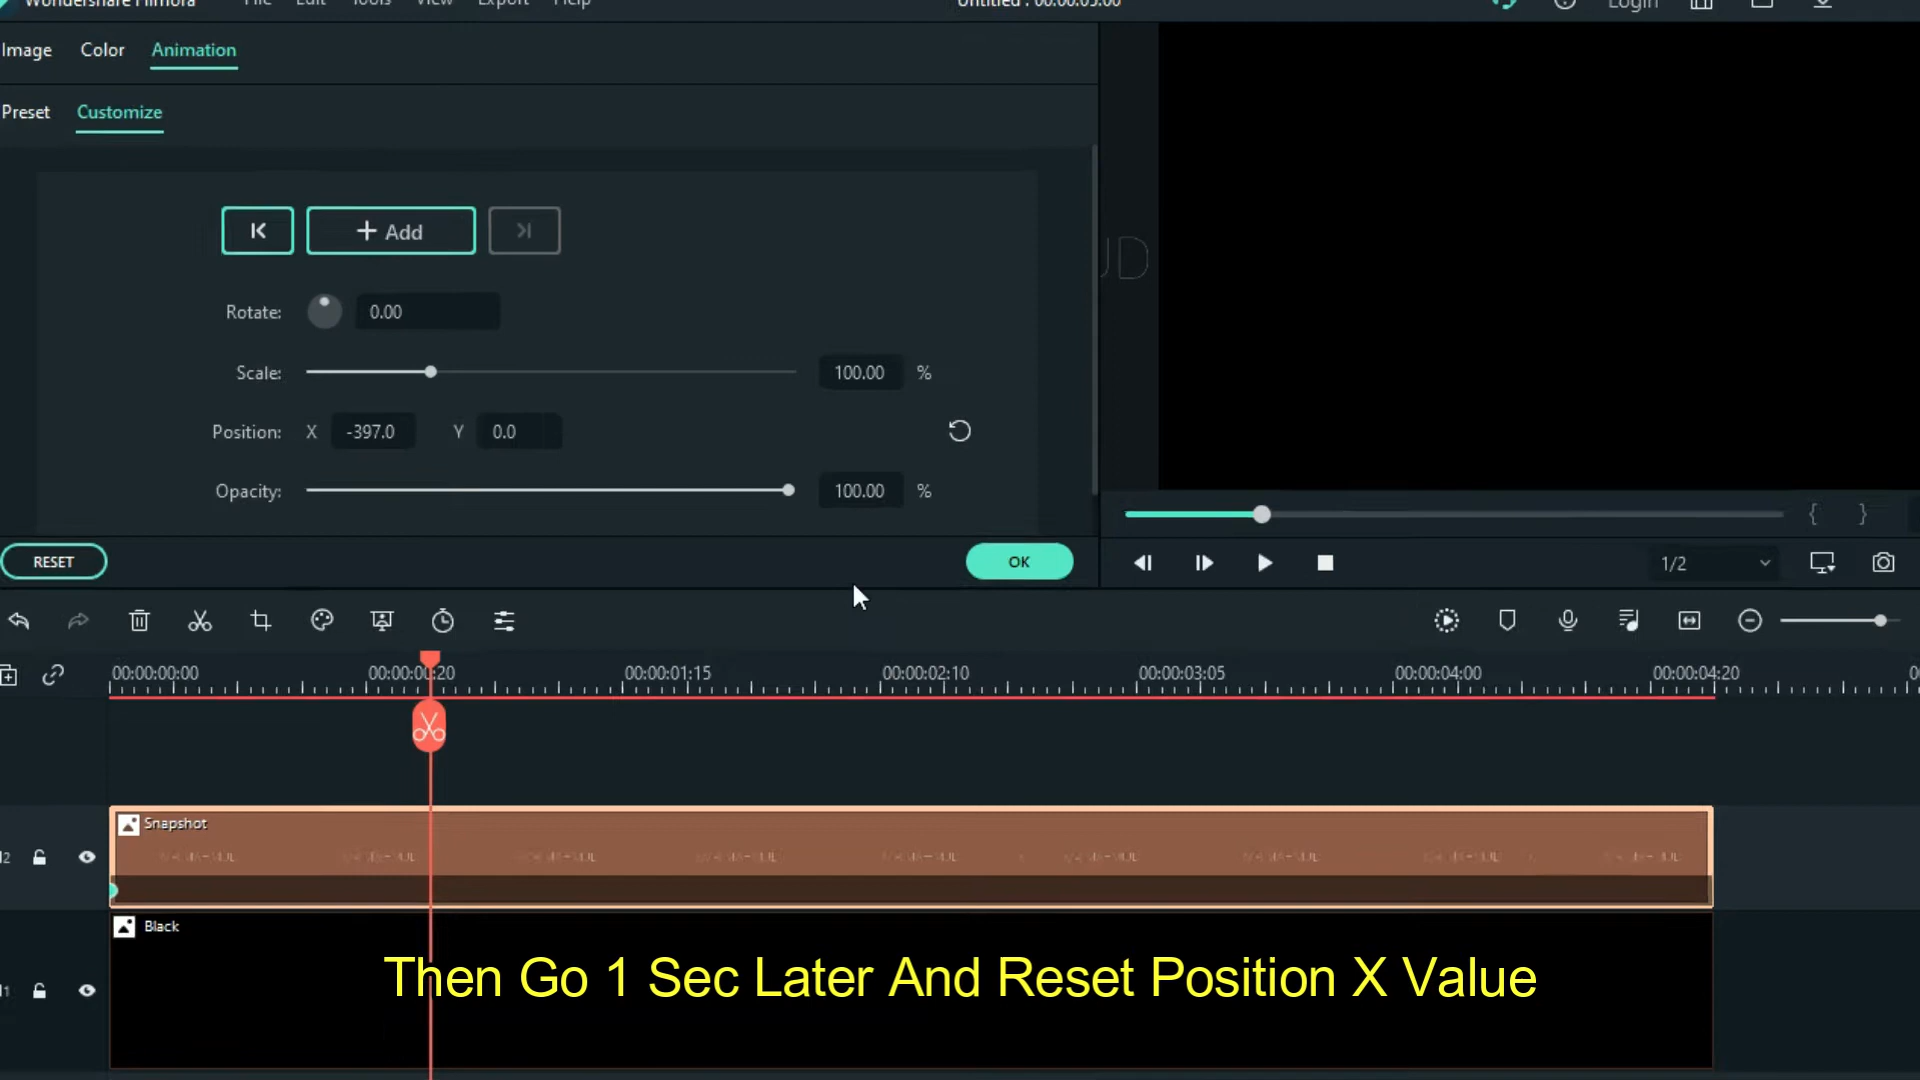 Wondershare Filmora File Edit Tools View Export Help Untitled : 00:00:05:00 Login
Image Color Animation
Preset Customize
+ Add
Rotate: 0.00
Scale: 100.00 %
Position: X -397.0 Y 0.0
Opacity: 100.00 %
RESET OK
1/2
00:00:00:00 00:00:00:20 00:00:01:15 00:00:02:10 00:00:03:05 00:00:04:00 00:00:04:20
Snapshot
2
Black
Then Go 1 Sec Later And Reset Position X Value
1